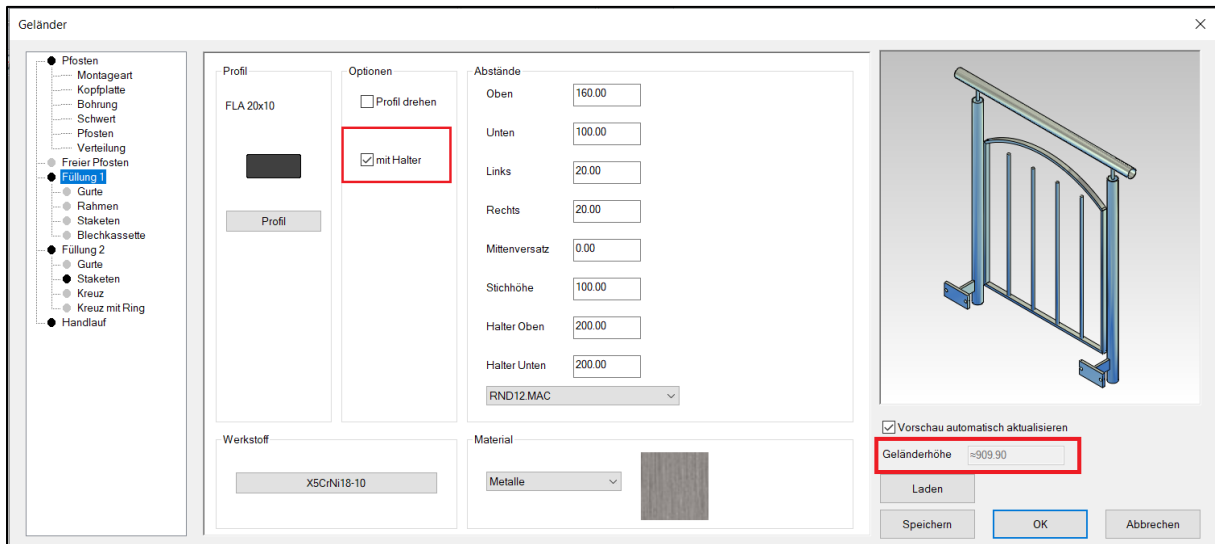 Geländer
Pfosten
Montageart
Kopfplatte
Bohrung
Schwert
Pfosten
Verteilung
Freier Pfosten
Füllung 1
Gurte
Rahmen
Staketen
Blechkassette
Füllung 2
Gurte
Staketen
Kreuz
Kreuz mit Ring
Handlauf
Profil
FLA 20x10
Profil
Optionen
Profil drehen
mit Halter
Abstände
Oben 160.00
Unten 100.00
Links 20.00
Rechts 20.00
Mittenversatz 0.00
Stichhöhe 100.00
Halter Oben 200.00
Halter Unten 200.00
RND12.MAC
Werkstoff
X5CrNi18-10
Material
Metalle
Vorschau automatisch aktualisieren
Geländerhöhe ≈909.90
Laden
Speichern OK Abbrechen